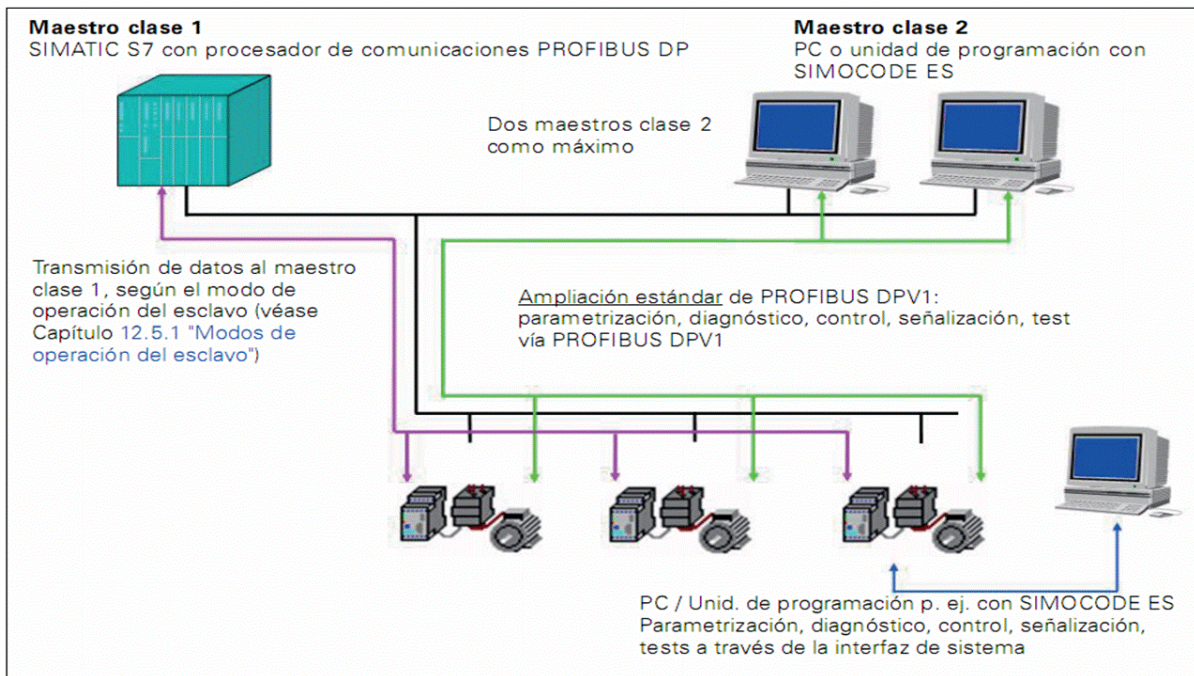 Maestro clase 1
SIMATIC S7 con procesador de comunicaciones PROFIBUS DP
Maestro clase 2
PC o unidad de programación con
SIMOCODE ES
Dos maestros clase 2
como máximo
Transmisión de datos al maestro
clase 1, según el modo de
operación del esclavo (véase
Capítulo 12.5.1 "Modos de
operación del esclavo")
Ampliación estándar de PROFIBUS DPV1:
parametrización, diagnóstico, control, señalización, test
vía PROFIBUS DPV1
PC / Unid. de programación p. ej. con SIMOCODE ES
Parametrización, diagnóstico, control, señalización,
tests a través de la interfaz de sistema